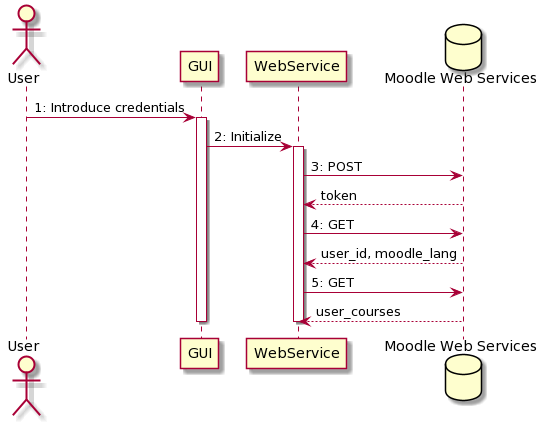 User
GUI
WebService
Moodle Web Services
1: Introduce credentials
2: Initialize
3: POST
token
4: GET
user_id, moodle_lang
5: GET
user_courses
User
GUI
WebService
Moodle Web Services